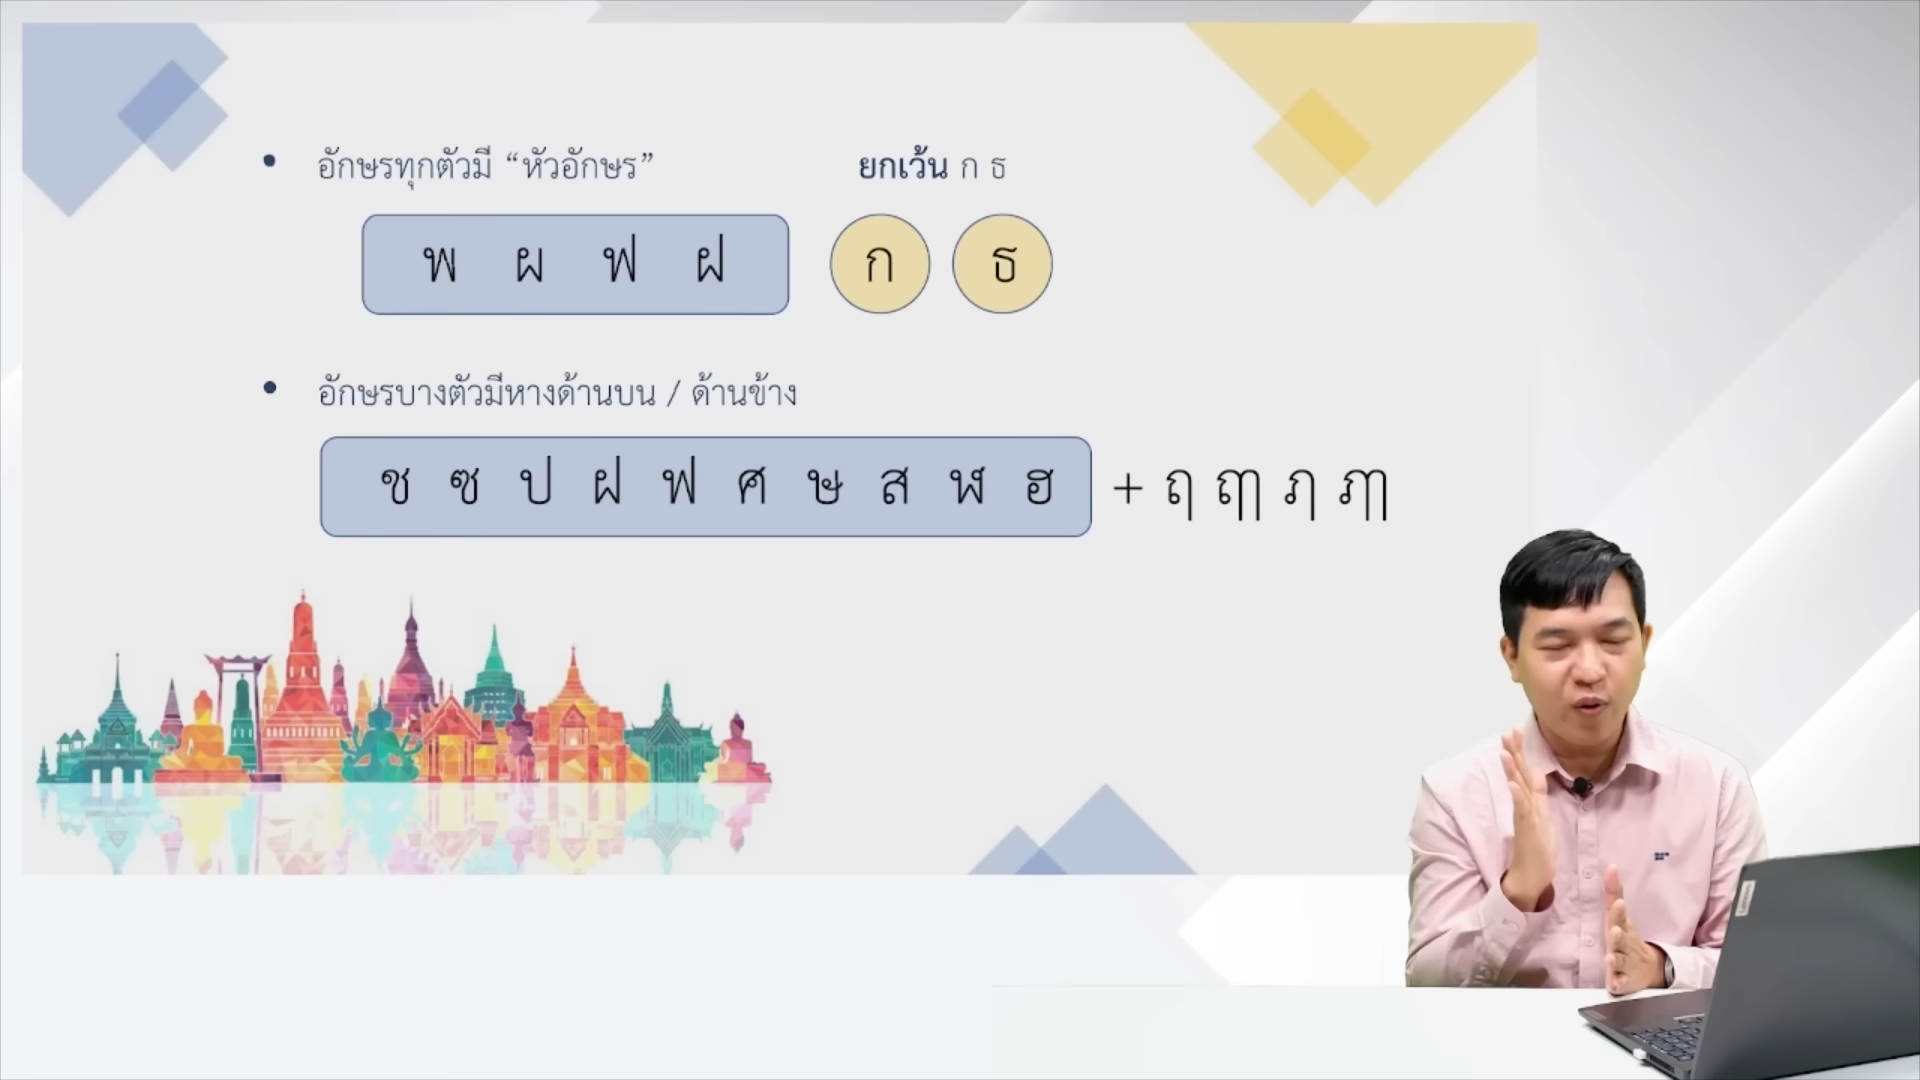 • อักษรทุกตัวมี “หัวอักษร” ยกเว้น ก ธ
พ ผ ฟ ฝ ก ธ
• อักษรบางตัวมีหางด้านบน / ด้านข้าง
ช ซ ป ฝ ฟ ศ ษ ส ฬ ฮ + ฤ ฤๅ ฦ ฦๅ